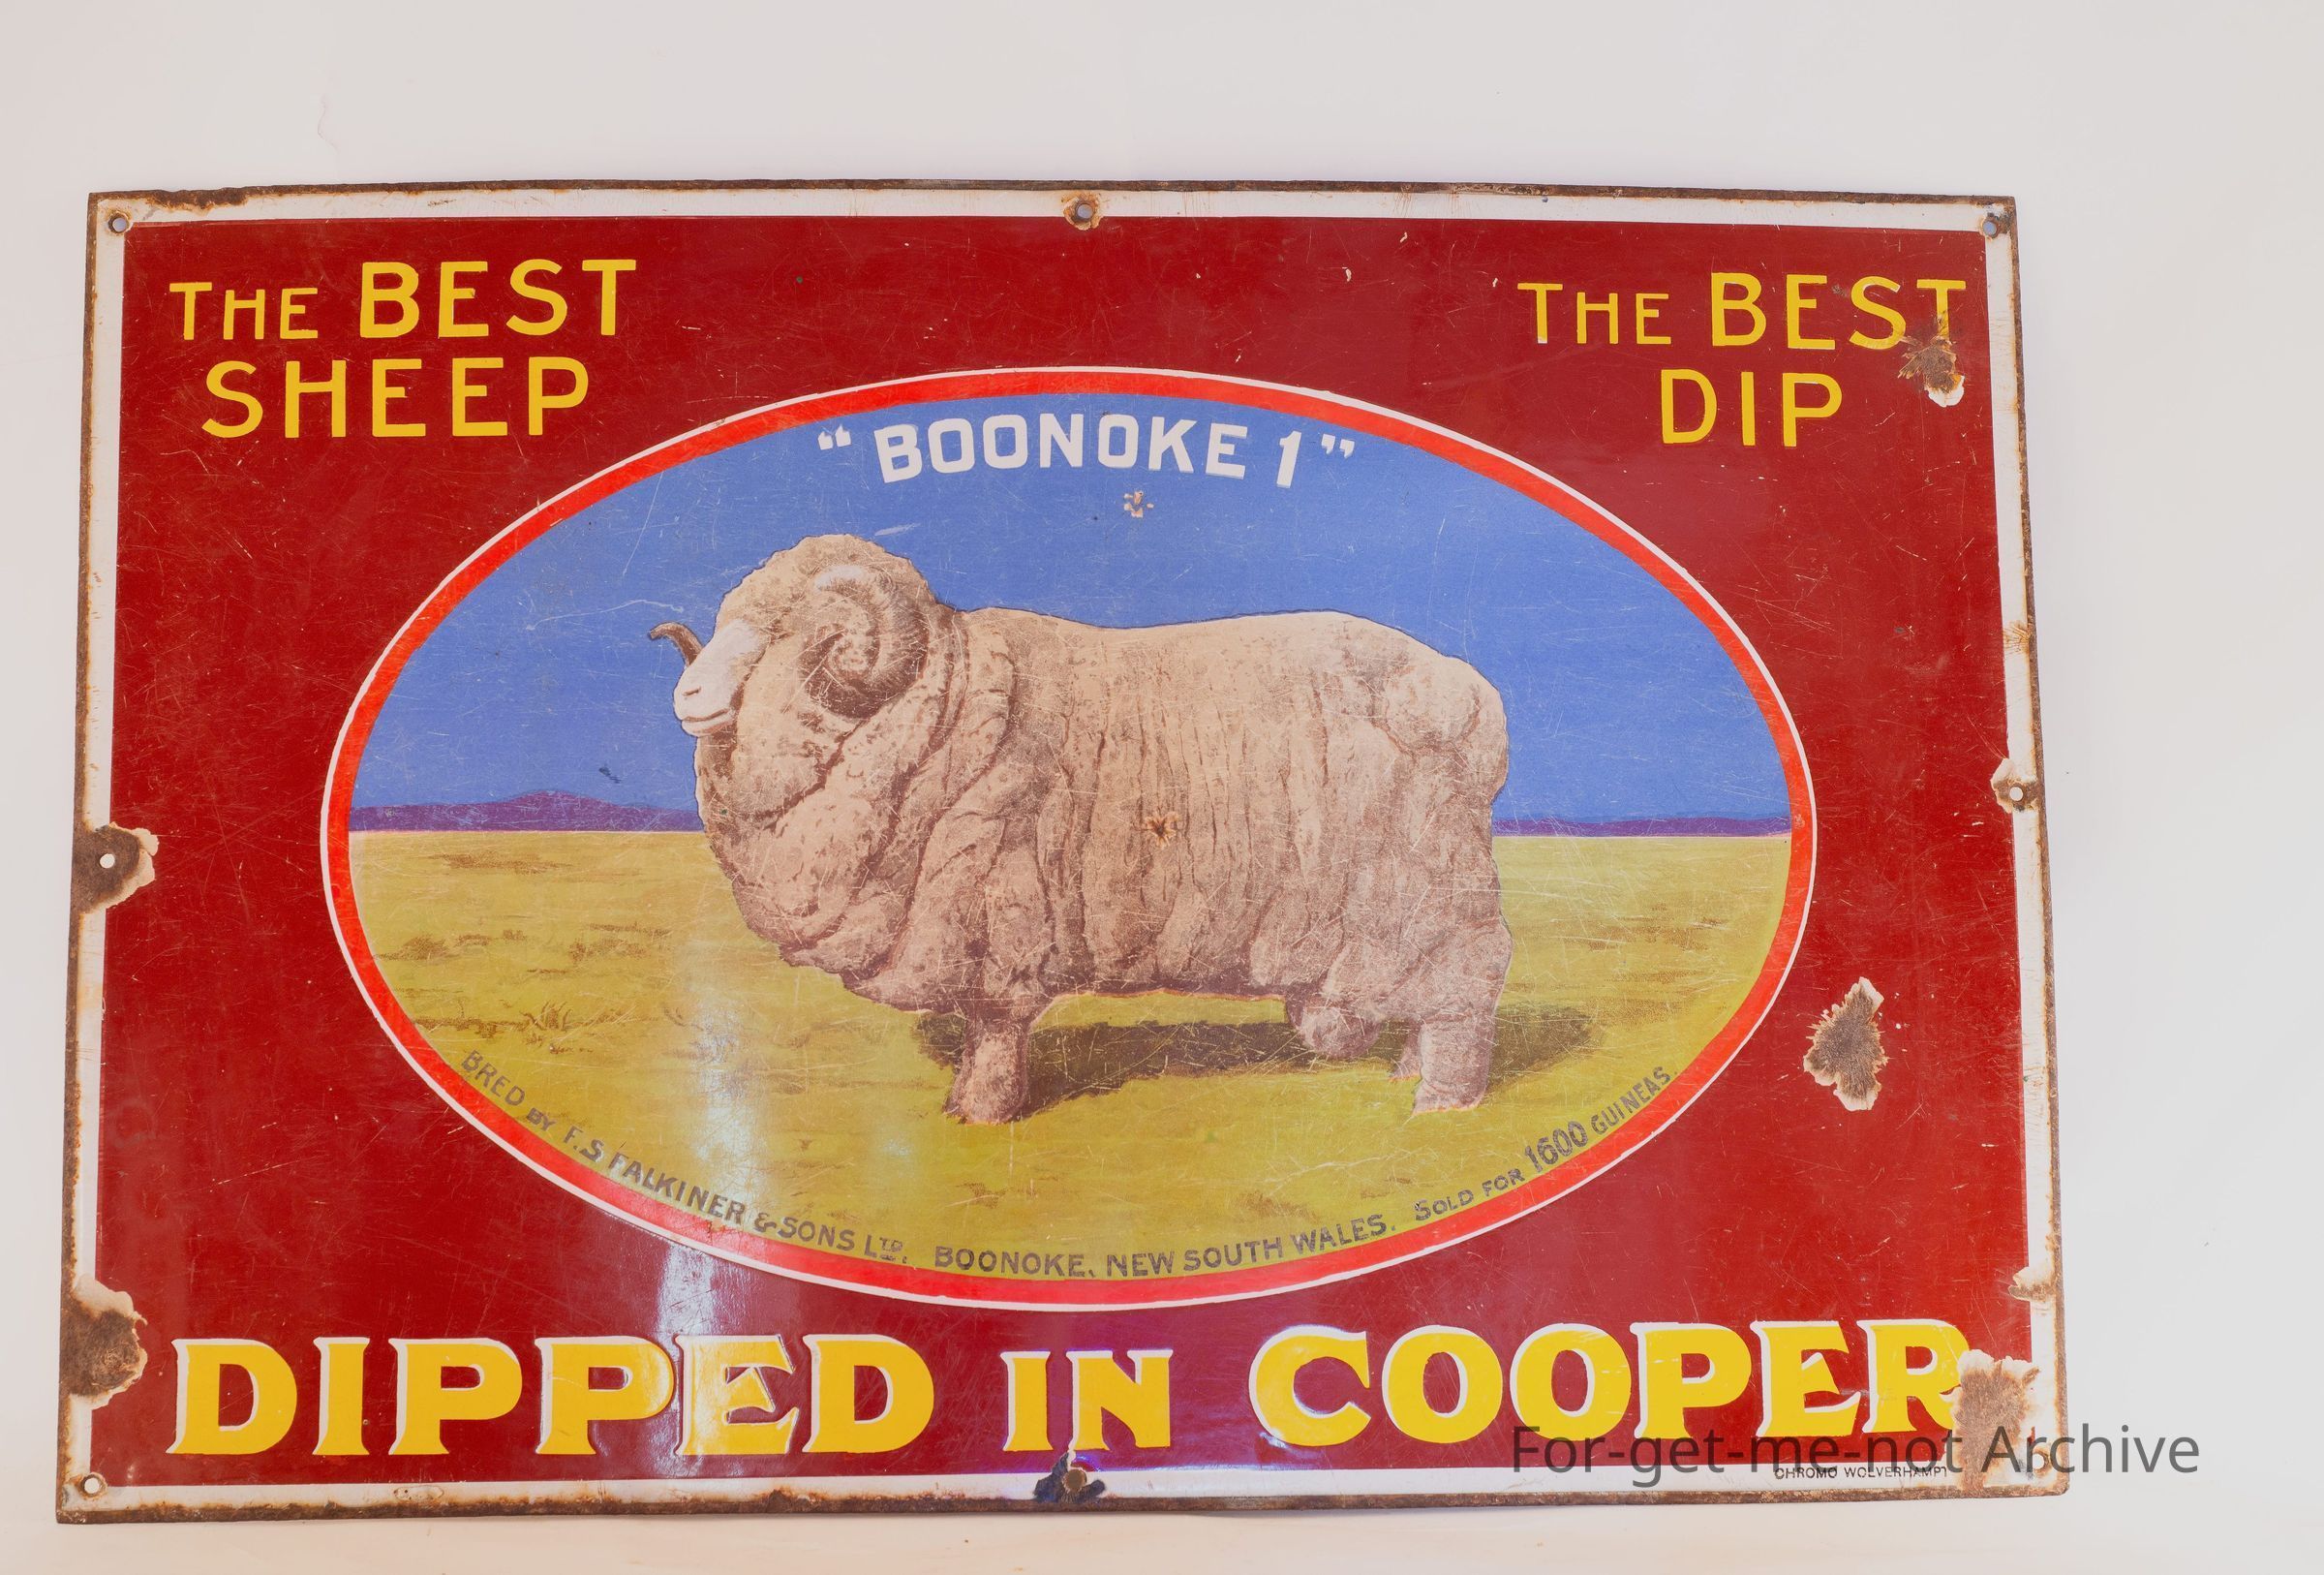 THE BEST
SHEEP
THE BEST
DIP
"BOONOKE 1"
BRED BY F.S FALKINER & SONS LTD. BOONOKE, NEW SOUTH WALES. SOLD FOR 1600 GUINEAS.
DIPPED IN COOPER
For-get-me-not Archive
CHROMO WOLVERHAMPT